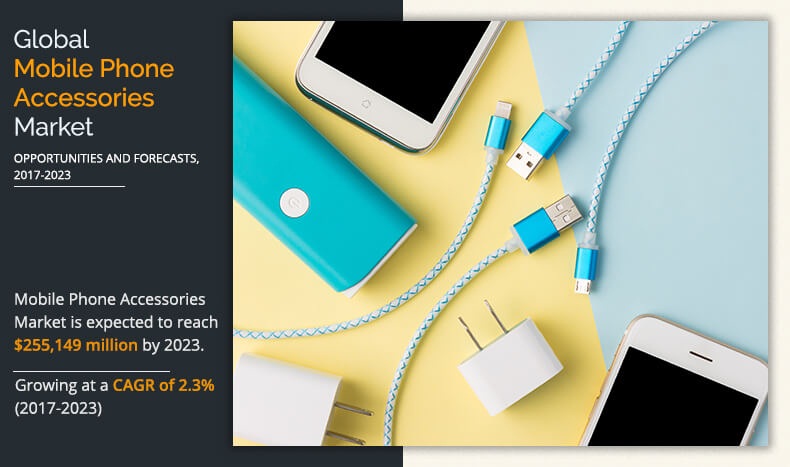 Global
Mobile Phone
Accessories
Market
OPPORTUNITIES AND FORECASTS,
2017-2023
Mobile Phone Accessories
Market is expected to reach
$255,149 million by 2023.
Growing at a CAGR of 2.3%
(2017-2023)